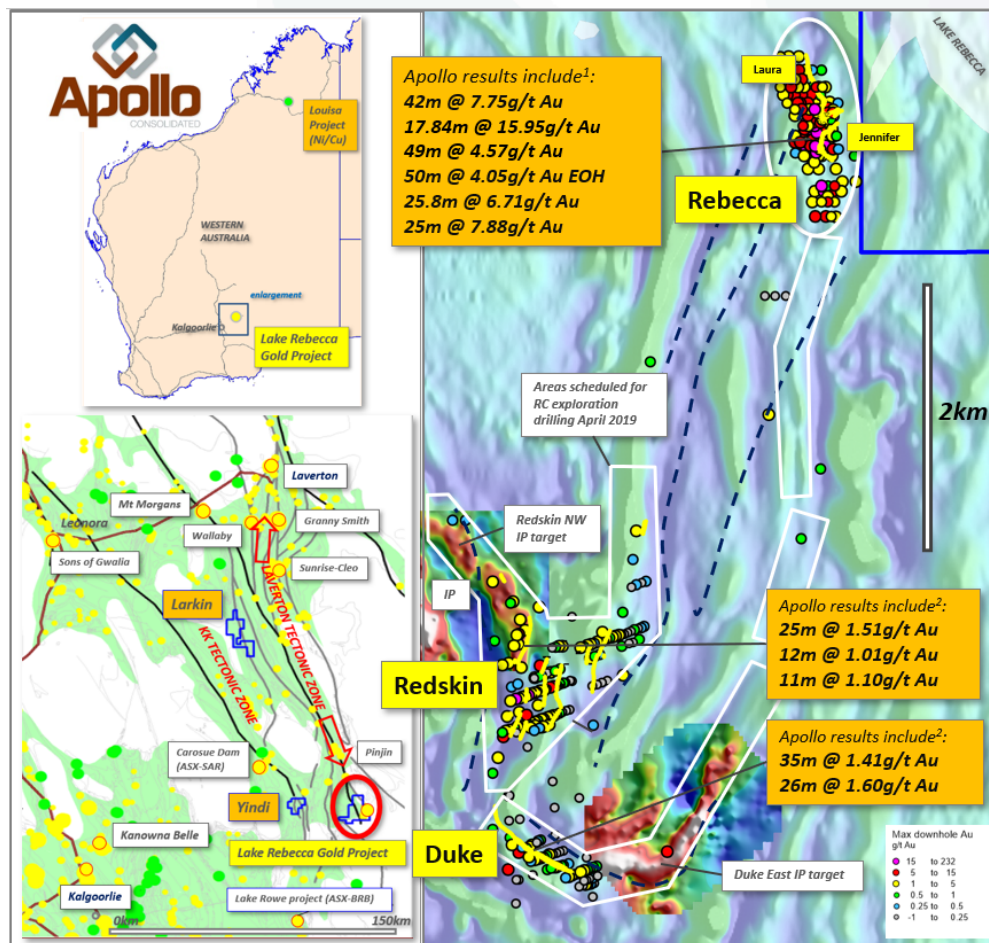 Apollo
CONSOLIDATED
Louisa
Project
(Ni/Cu)
WESTERN
AUSTRALIA
enlargement
Kalgoorlie
Lake Rebecca
Gold Project
Apollo results include¹:
42m @ 7.75g/t Au
17.84m @ 15.95g/t Au
49m @ 4.57g/t Au
50m @ 4.05g/t Au EOH
25.8m @ 6.71g/t Au
25m @ 7.88g/t Au
LAKE REBECCA
Laura
Jennifer
Rebecca
Areas scheduled for
RC exploration
drilling April 2019
2km
Redskin NW
IP target
IP
Redskin
Apollo results include²:
25m @ 1.51g/t Au
12m @ 1.01g/t Au
11m @ 1.10g/t Au
Apollo results include²:
35m @ 1.41g/t Au
26m @ 1.60g/t Au
Duke
Duke East IP target
Max downhole Au
g/t Au
15 to 232
5 to 15
1 to 5
0.5 to 1
0.25 to 0.5
-1 to 0.25
Laverton
Mt Morgans
Leonora
Wallaby
Granny Smith
Sons of Gwalia
Sunrise-Cleo
Larkin
LAVERTON TECTONIC ZONE
KK TECTONIC ZONE
Carosue Dam
(ASX-SAR)
Pinjin
Yindi
Kanowna Belle
Lake Rebecca Gold Project
Kalgoorlie
Lake Rowe project (ASX-BRB)
0km
150km